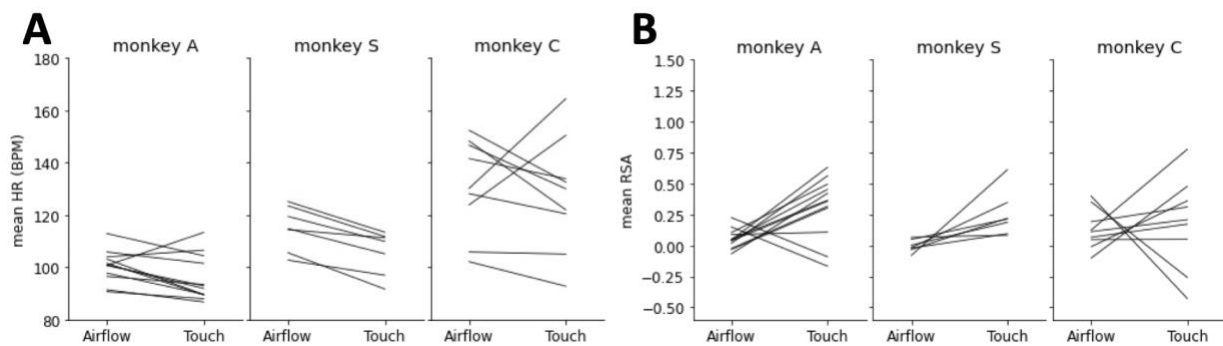 A
monkey A
monkey S
monkey C
mean HR (BPM)
180
160
140
120
100
80
Airflow
Touch
Airflow
Touch
Airflow
Touch
B
monkey A
monkey S
monkey C
mean RSA
1.50
1.25
1.00
0.75
0.50
0.25
0.00
−0.25
−0.50
Airflow
Touch
Airflow
Touch
Airflow
Touch